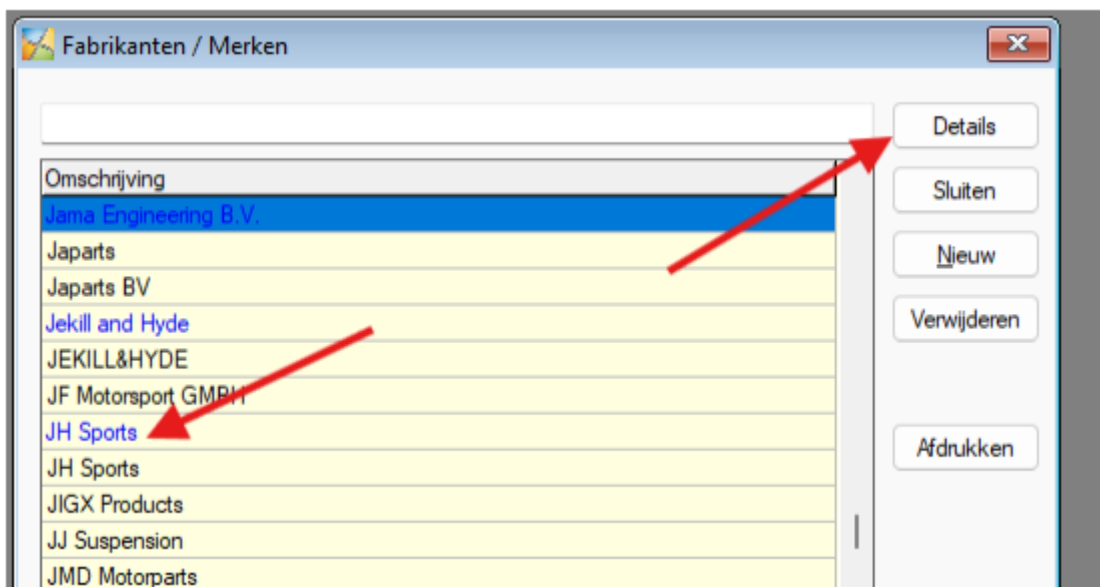 Fabrikanten / Merken
Details
Omschrijving
Sluiten
Jama Engineering B.V.
Japarts
Nieuw
Japarts BV
Jekill and Hyde
Verwijderen
JEKILL&HYDE
JF Motorsport GMBH
JH Sports
Afdrukken
JH Sports
JIGX Products
JJ Suspension
JMD Motorparts